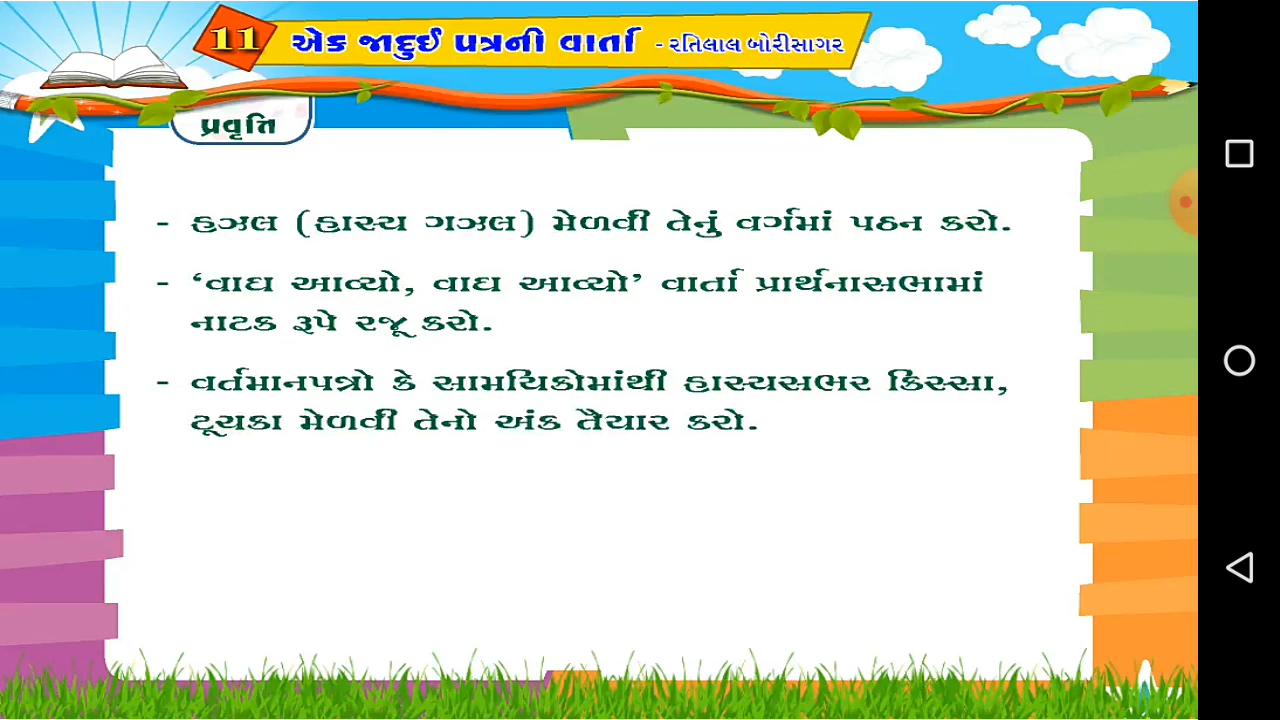 11 એક જાદુઈ પત્રની વાર્તા - રતિલાલ બોરીસાગર
પ્રવૃત્તિ
- હઝલ (હાસ્ય ગઝલ) મેળવી તેનું વર્ગમાં પઠન કરો.
- ‘વાઘ આવ્યો, વાઘ આવ્યો’ વાર્તા પ્રાર્થનાસભામાં
નાટક રૂપે રજૂ કરો.
- વર્તમાનપત્રો કે સામયિકોમાંથી હાસ્યસભર કિસ્સા,
ટૂચકા મેળવી તેનો અંક તૈયાર કરો.